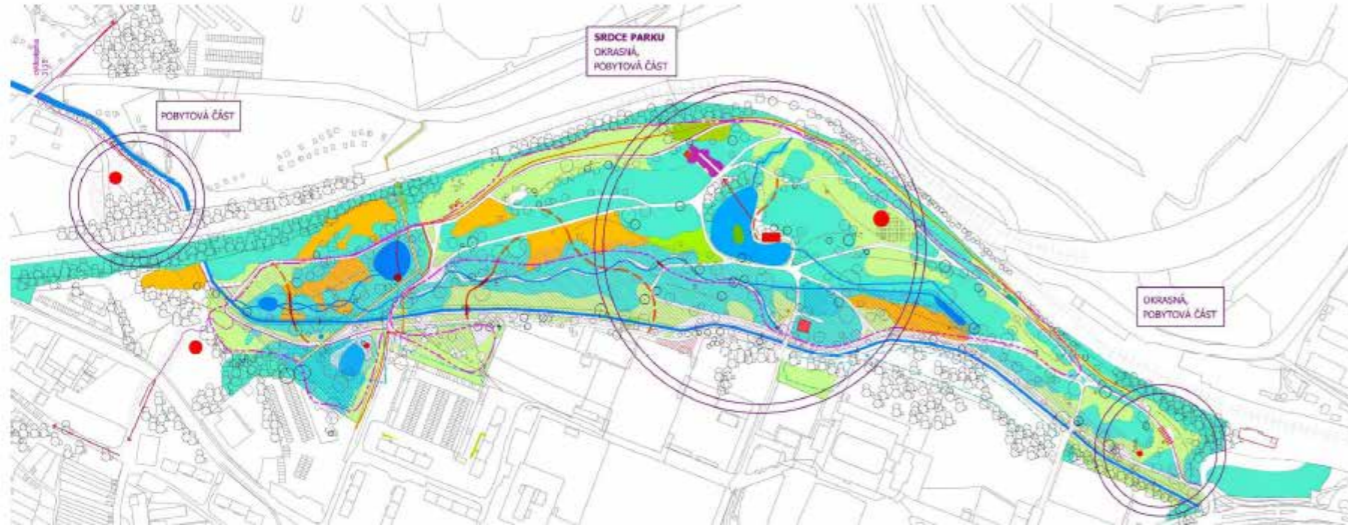 SRDCE PARKU
OKRASNÁ,
POBYTOVÁ ČÁST
POBYTOVÁ ČÁST
OKRASNÁ,
POBYTOVÁ ČÁST